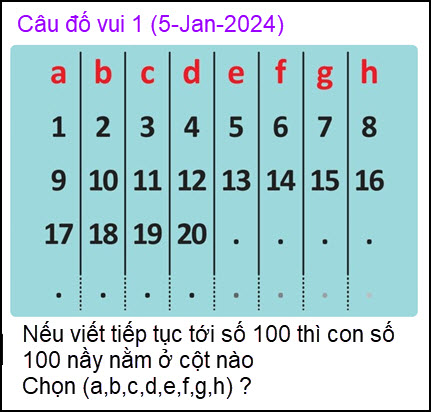 Câu đố vui 1 (5-Jan-2024)
a b c d e f g h
1 2 3 4 5 6 7 8
9 10 11 12 13 14 15 16
17 18 19 20 . . . .
. . . . . . . .
Nếu viết tiếp tục tới số 100 thì con số
100 nầy nằm ở cột nào
Chọn (a,b,c,d,e,f,g,h) ?